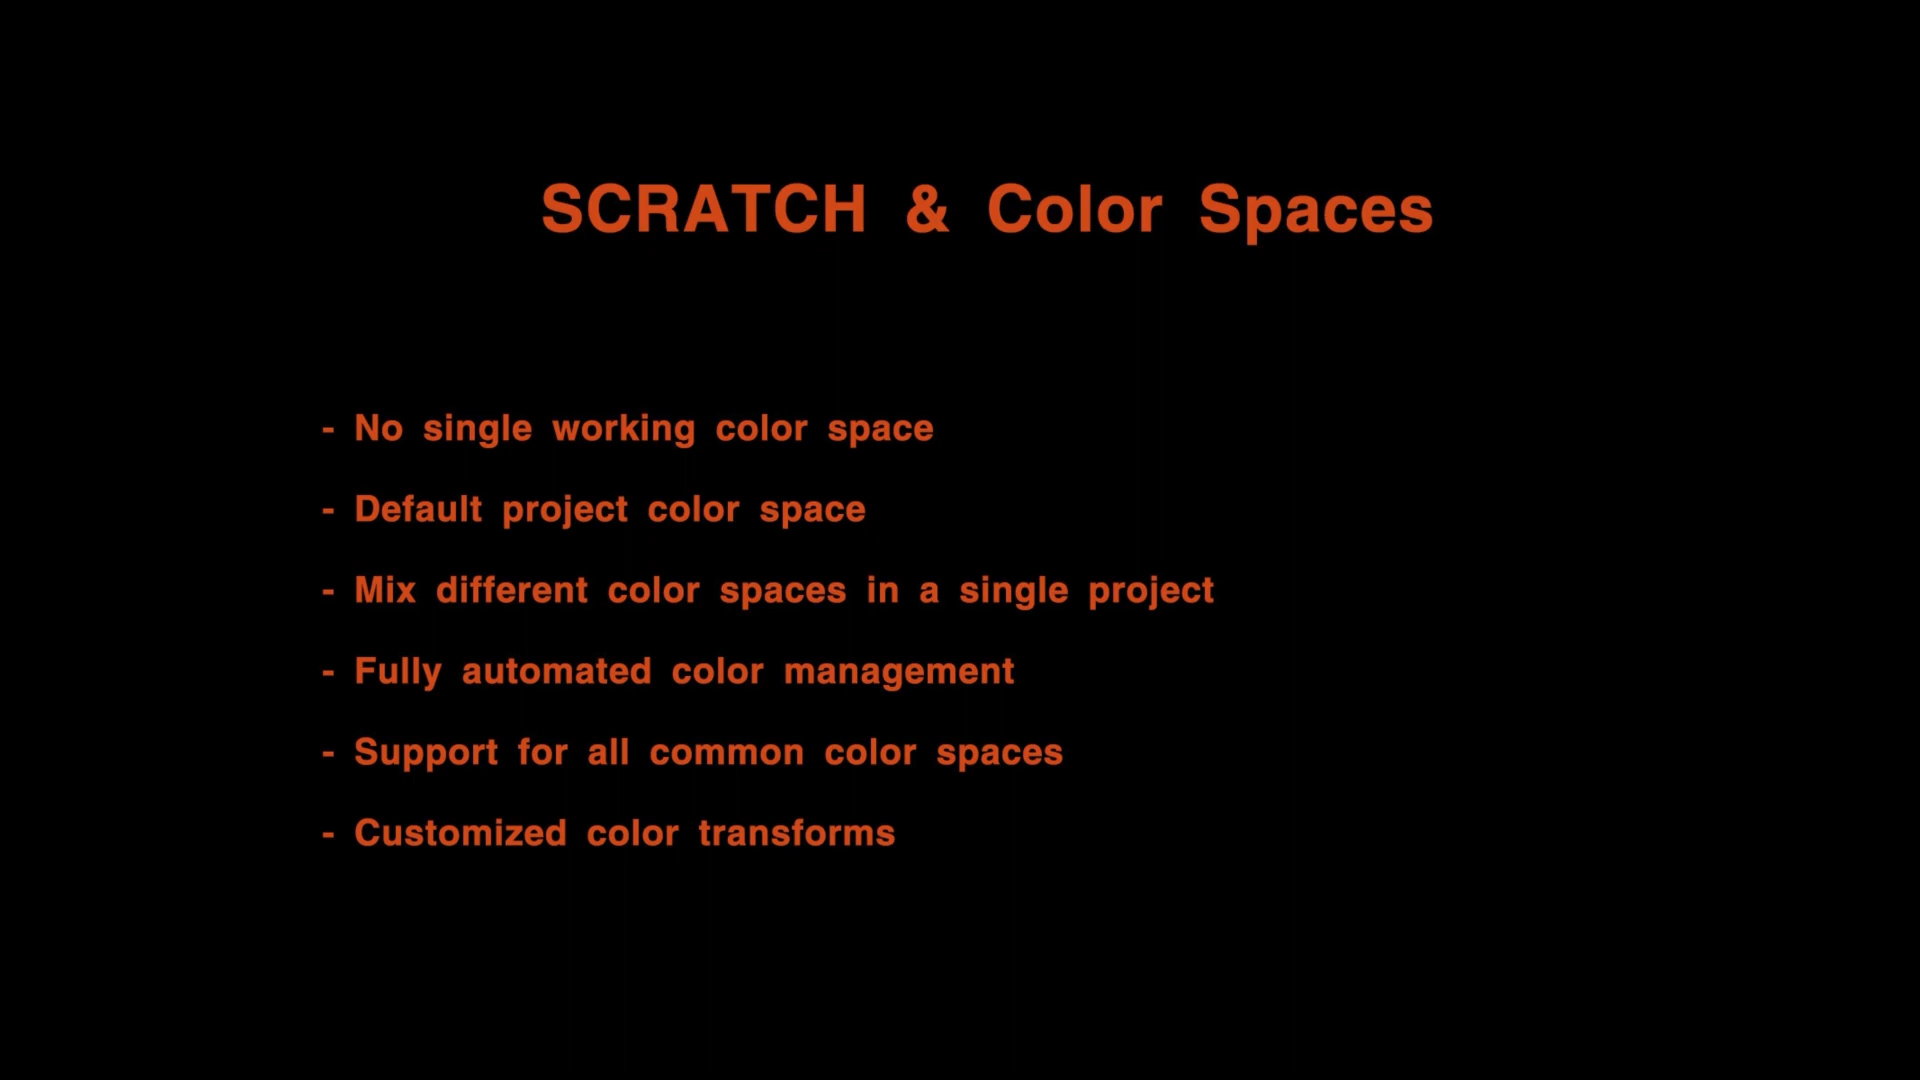 SCRATCH & Color Spaces
- No single working color space
- Default project color space
- Mix different color spaces in a single project
- Fully automated color management
- Support for all common color spaces
- Customized color transforms